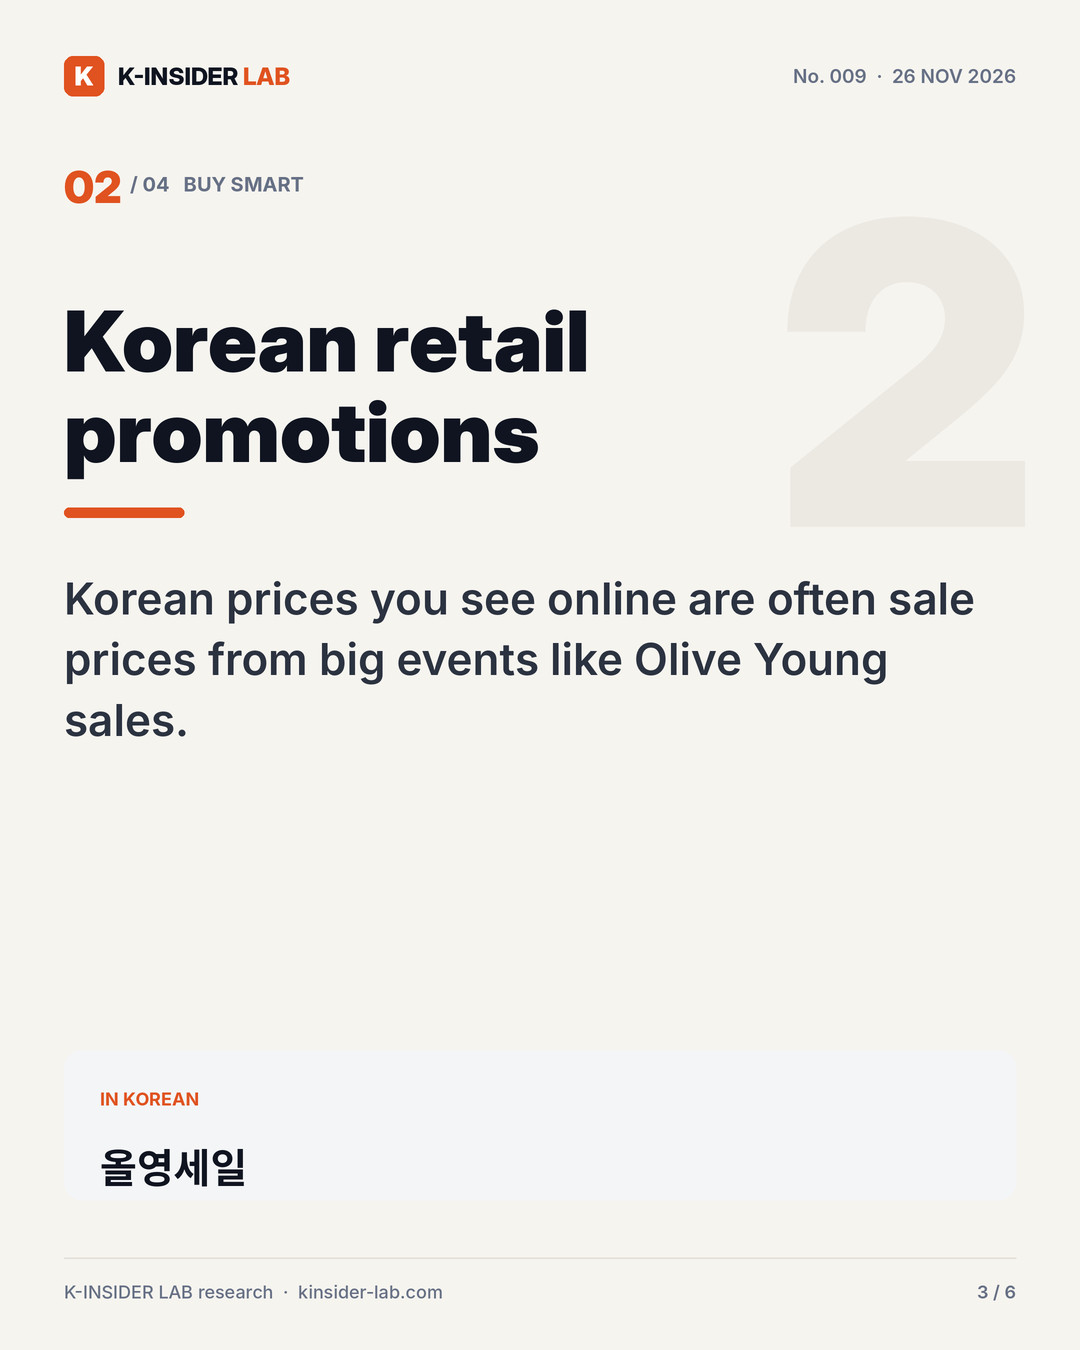 K K-INSIDER LAB
No. 009 · 26 NOV 2026
02 / 04 BUY SMART
2
Korean retail
promotions
Korean prices you see online are often sale
prices from big events like Olive Young
sales.
IN KOREAN
올영세일
K-INSIDER LAB research · kinsider-lab.com
3 / 6